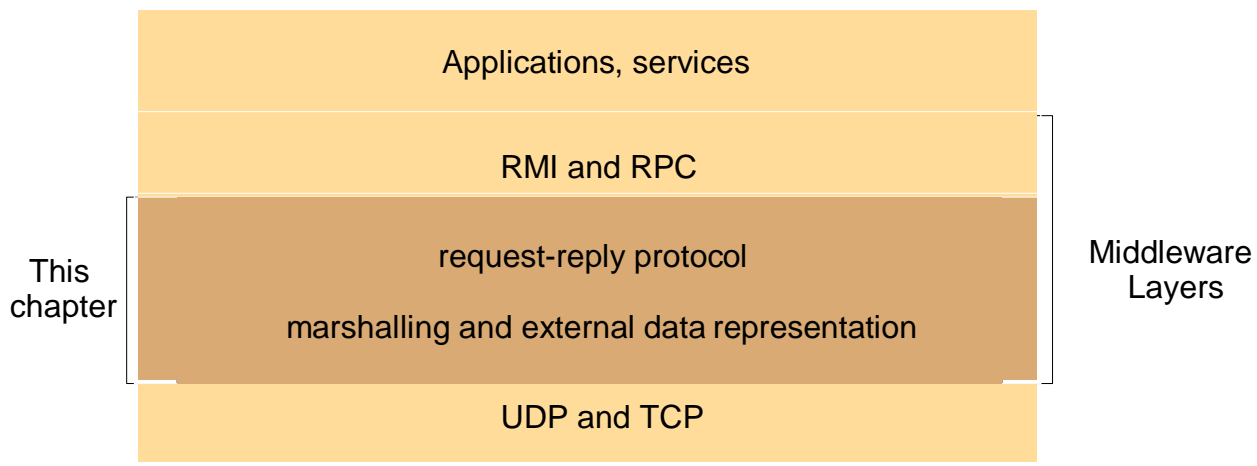 Applications, services
RMI and RPC
This
chapter
request-reply protocol
marshalling and external data representation
Middleware
Layers
UDP and TCP